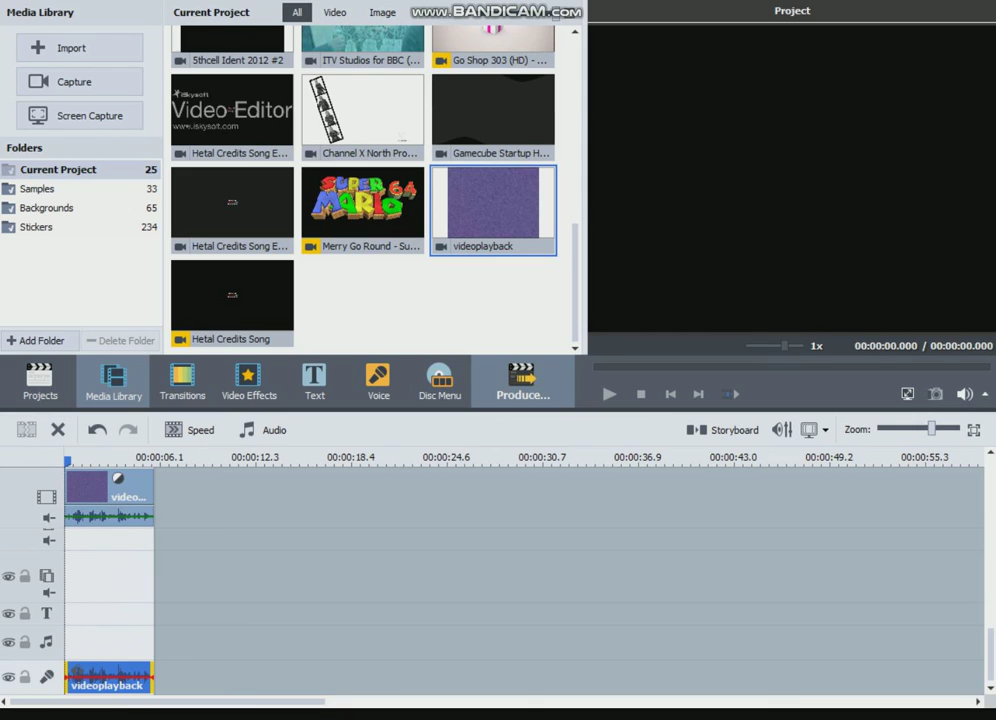 Media Library
Current Project
All
Video
Image
www.BANDICAM.com
Project
Import
Capture
Screen Capture
Folders
Current Project 25
Samples 33
Backgrounds 65
Stickers 234
Add Folder
Delete Folder
5thcell Ident 2012 #2
ITV Studios for BBC (...
Go Shop 303 (HD) - ...
iSkysoft
Video Editor
www.iskysoft.com
Hetal Credits Song E...
Channel X North Pro...
Gamecube Startup H...
SUPER
MARIO 64
Hetal Credits Song E...
Merry Go Round - Su...
videoplayback
Hetal Credits Song
1x
00:00:00.000 / 00:00:00.000
Projects
Media Library
Transitions
Video Effects
Text
Voice
Disc Menu
Produce...
Speed
Audio
Storyboard
Zoom:
00:00:06.1
00:00:12.3
00:00:18.4
00:00:24.6
00:00:30.7
00:00:36.9
00:00:43.0
00:00:49.2
00:00:55.3
video...
videoplayback